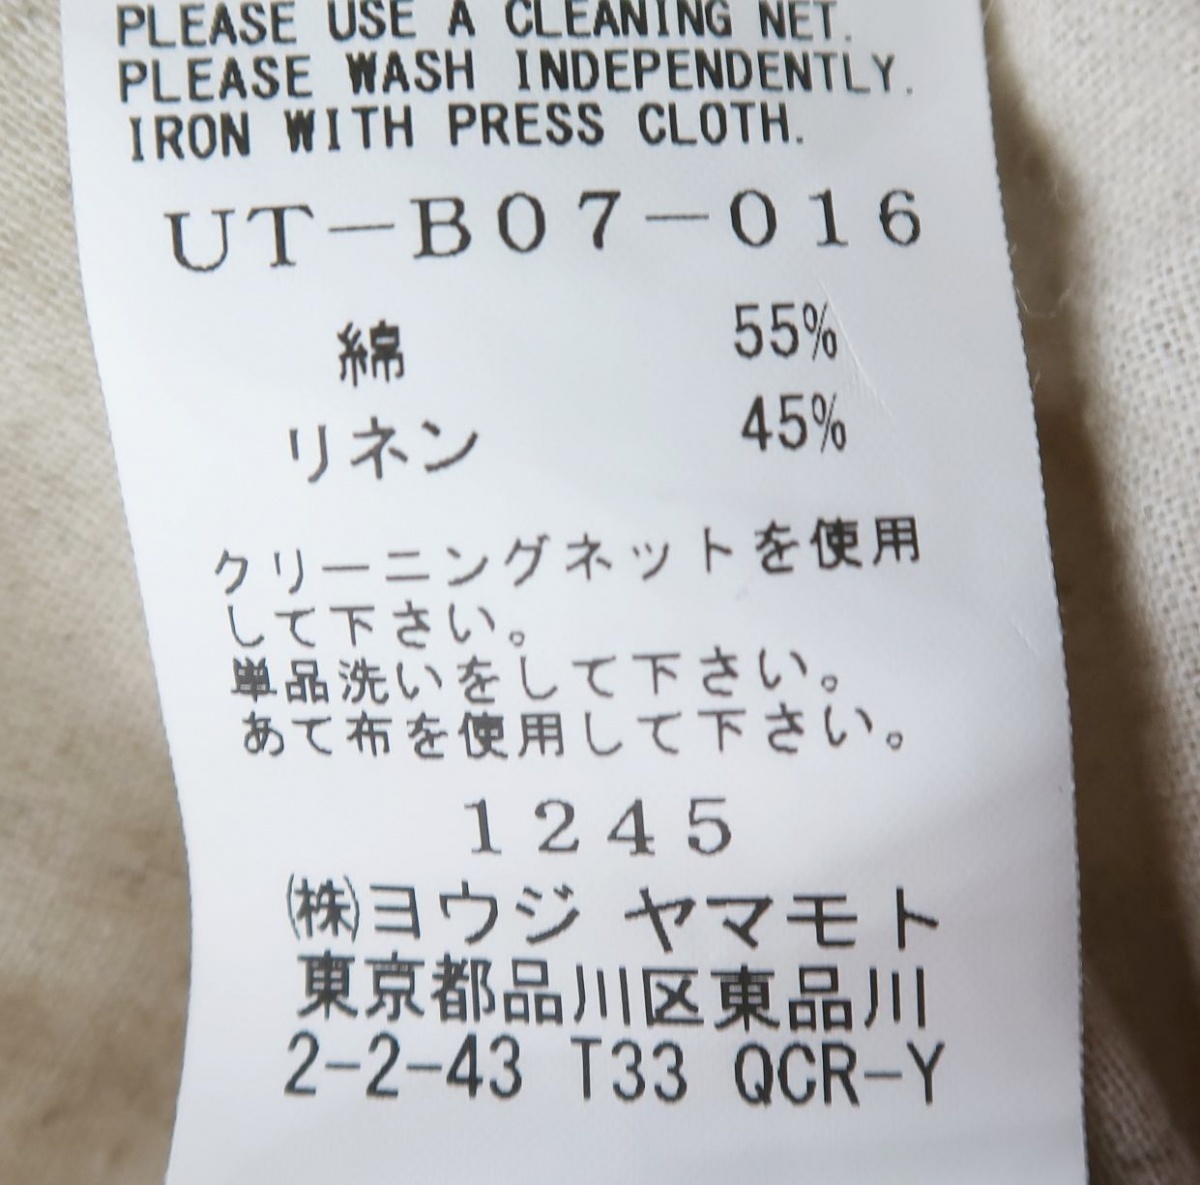 PLEASE USE A CLEANING NET.
PLEASE WASH INDEPENDENTLY.
IRON WITH PRESS CLOTH.
UT-B07-016
綿 55%
リネン 45%
クリーニングネットを使用
して下さい。
単品洗いをして下さい。
あて布を使用して下さい。
1245
(株)ヨウジ ヤマモト
東京都品川区東品川
2-2-43 T33 QCR-Y